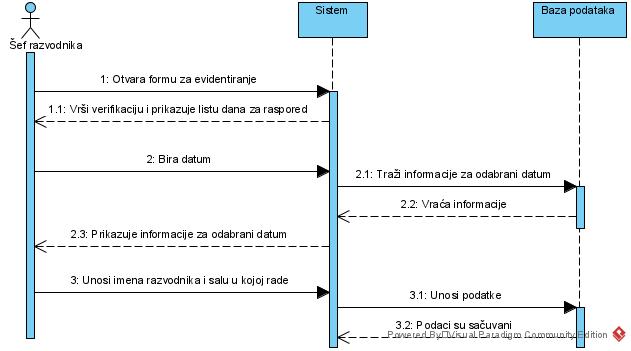 Sistem
Baza podataka
Šef razvodnika
1: Otvara formu za evidentiranje
1.1: Vrši verifikaciju i prikazuje listu dana za raspored
2: Bira datum
2.1: Traži informacije za odabrani datum
2.2: Vraća informacije
2.3: Prikazuje informacije za odabrani datum
3: Unosi imena razvodnika i salu u kojoj rade
3.1: Unosi podatke
3.2: Podaci su sačuvani
Powered By Visual Paradigm Community Edition